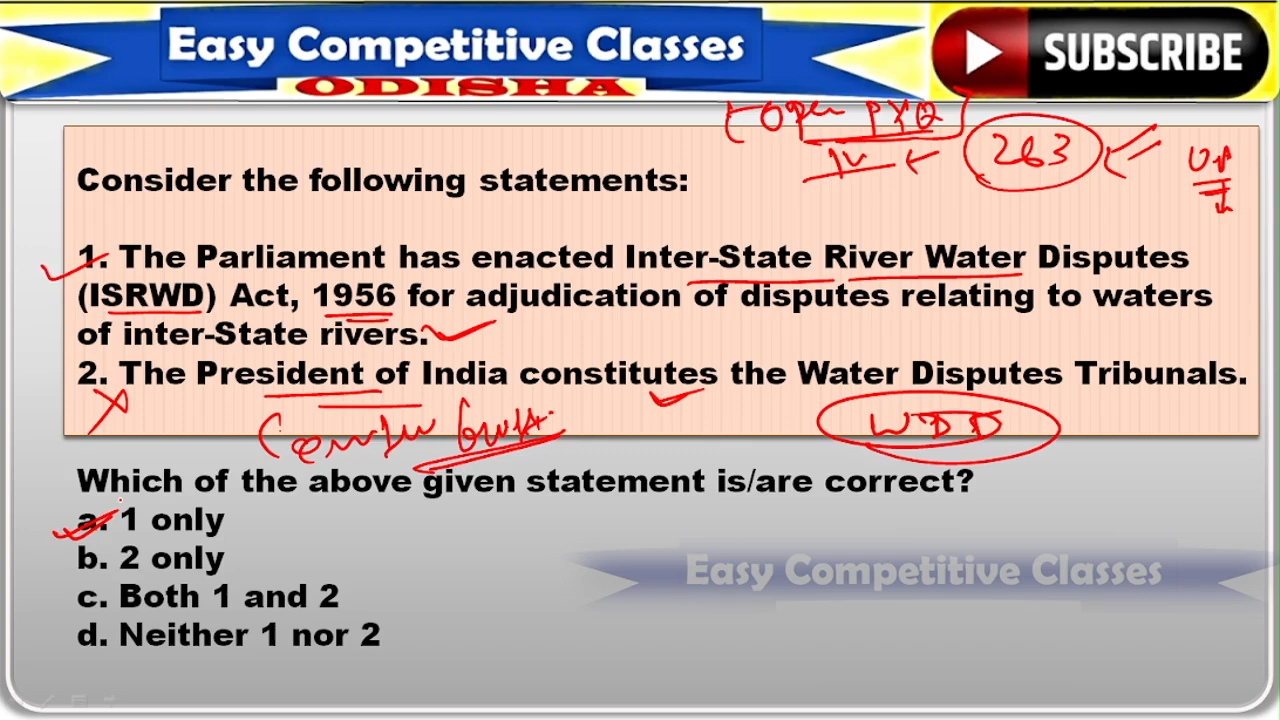 Easy Competitive Classes
ODISHA
SUBSCRIBE
Open PYQ
263
Consider the following statements:
1. The Parliament has enacted Inter-State River Water Disputes
(ISRWD) Act, 1956 for adjudication of disputes relating to waters
of inter-State rivers.
2. The President of India constitutes the Water Disputes Tribunals.
Which of the above given statement is/are correct?
a. 1 only
b. 2 only
c. Both 1 and 2
d. Neither 1 nor 2
Easy Competitive Classes